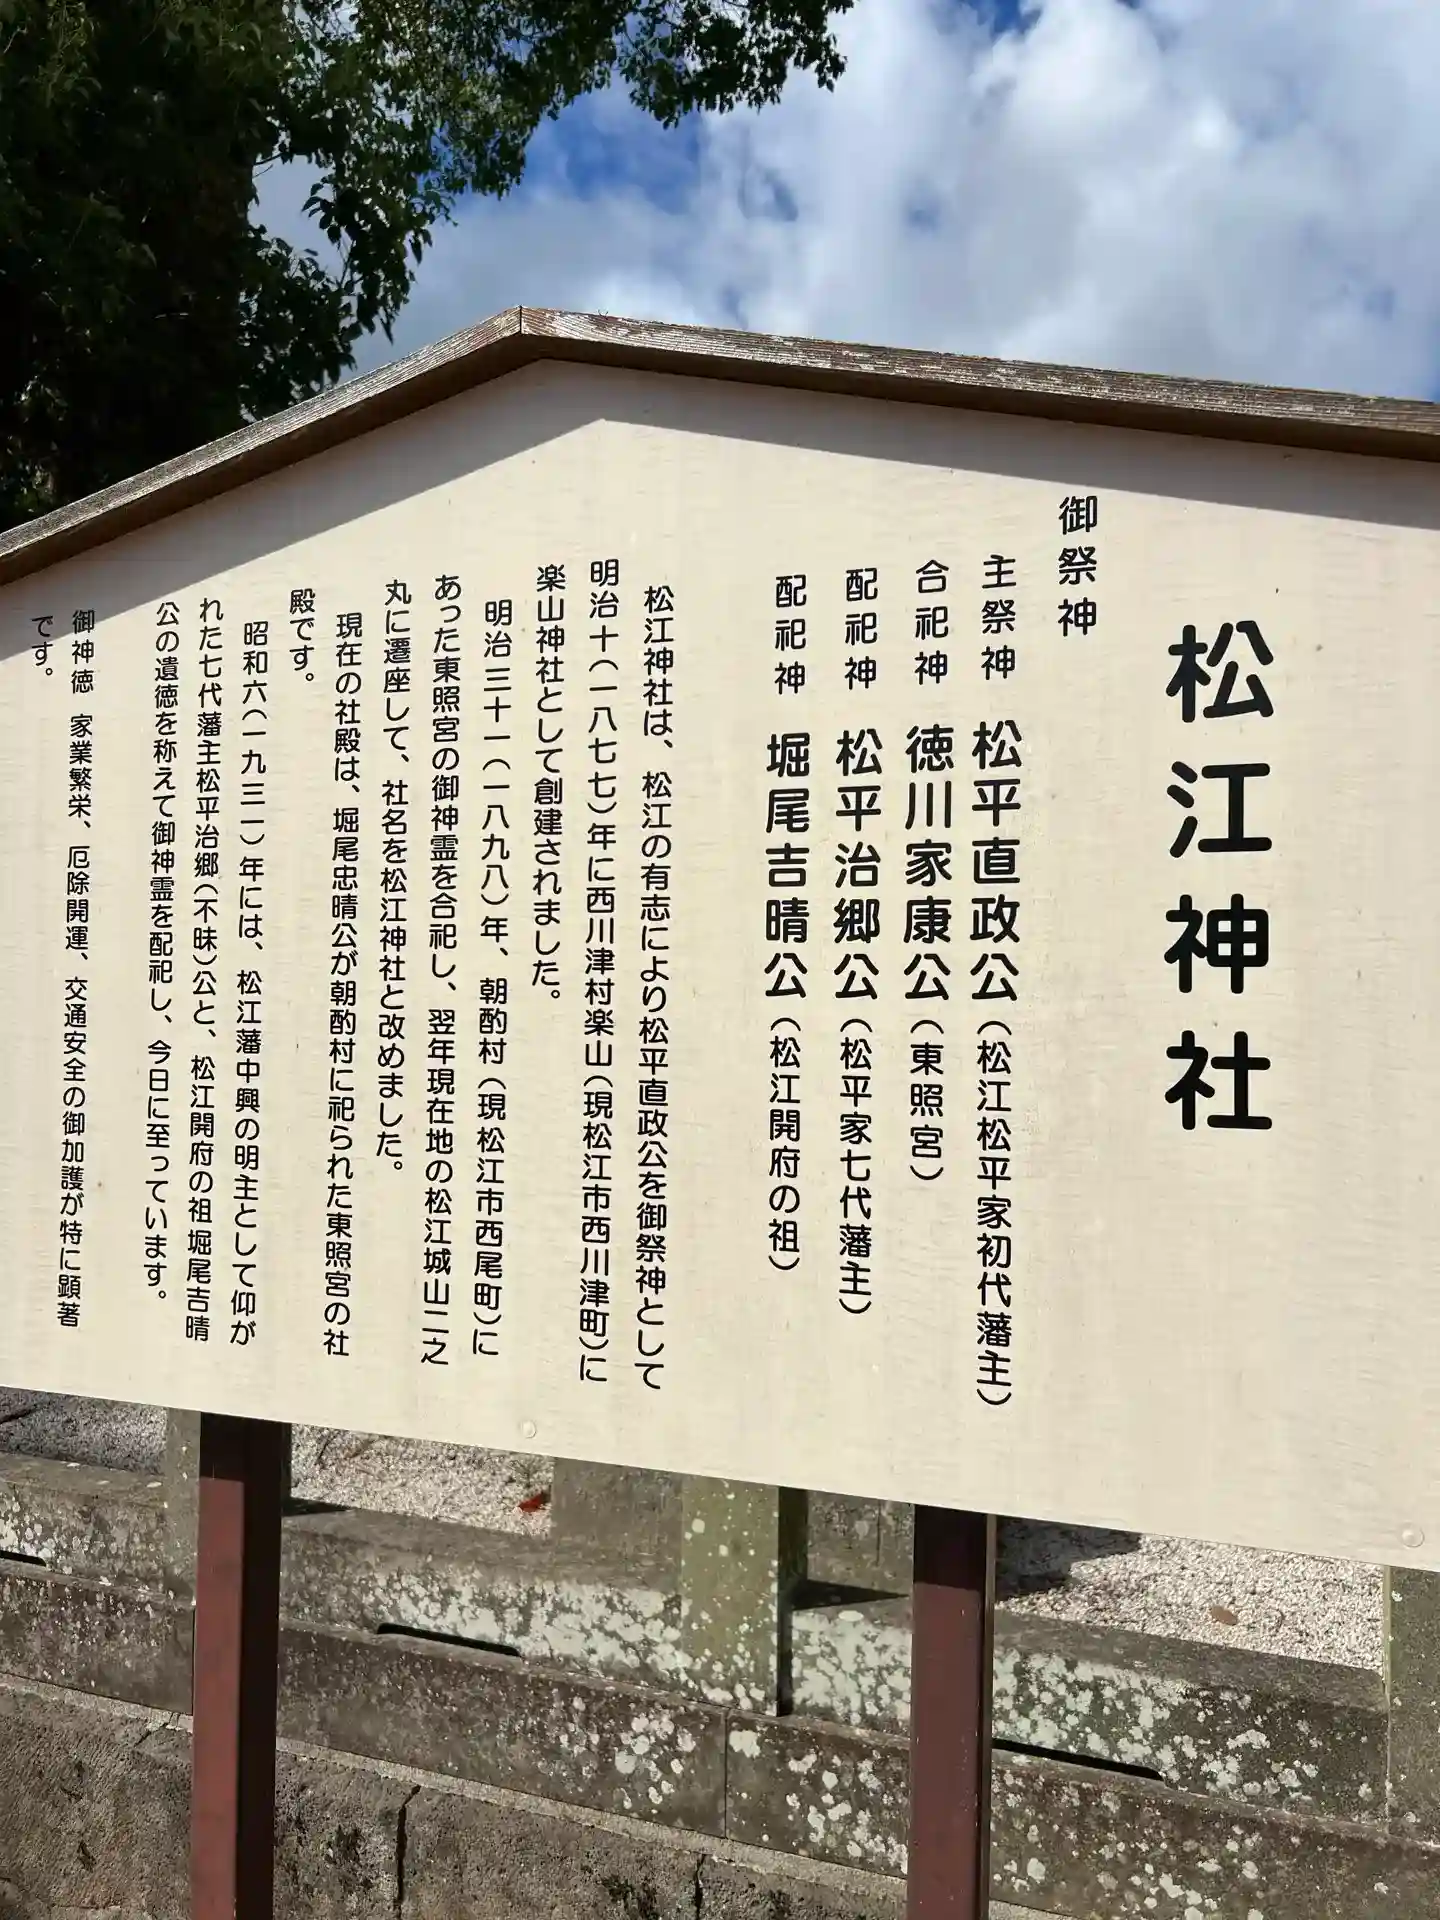 松江神社
御祭神
主祭神 松平直政公(松江松平家初代藩主)
合祀神 徳川家康公(東照宮)
配祀神 松平治郷公(松平家七代藩主)
配祀神 堀尾吉晴公(松江開府の祖)
松江神社は、松江の有志により松平直政公を御祭神として
明治十(一八七七)年に西川津村楽山(現松江市西川津町)に
楽山神社として創建されました。
明治三十一(一八九八)年、朝酌村(現松江市西尾町)に
あった東照宮の御神霊を合祀し、翌年現在地の松江城山二之
丸に遷座して、社名を松江神社と改めました。
現在の社殿は、堀尾忠晴公が朝酌村に祀られた東照宮の社
殿です。
昭和六(一九三一)年には、松江藩中興の明主として仰が
れた七代藩主松平治郷(不昧)公と、松江開府の祖堀尾吉晴
公の遺徳を称えて御神霊を配祀し、今日に至っています。
御神徳 家業繁栄、厄除開運、交通安全の御加護が特に顕著
です。